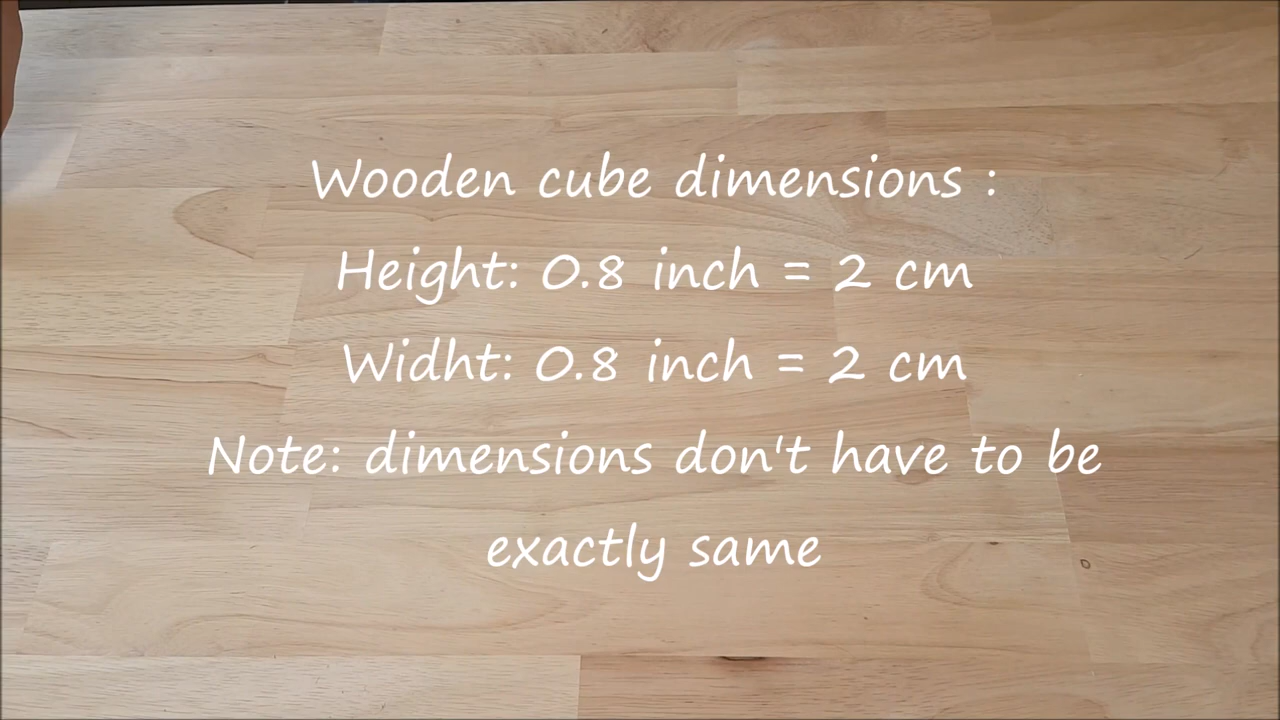 Wooden cube dimensions :
Height: 0.8 inch = 2 cm
Widht: 0.8 inch = 2 cm
Note: dimensions don't have to be
exactly same